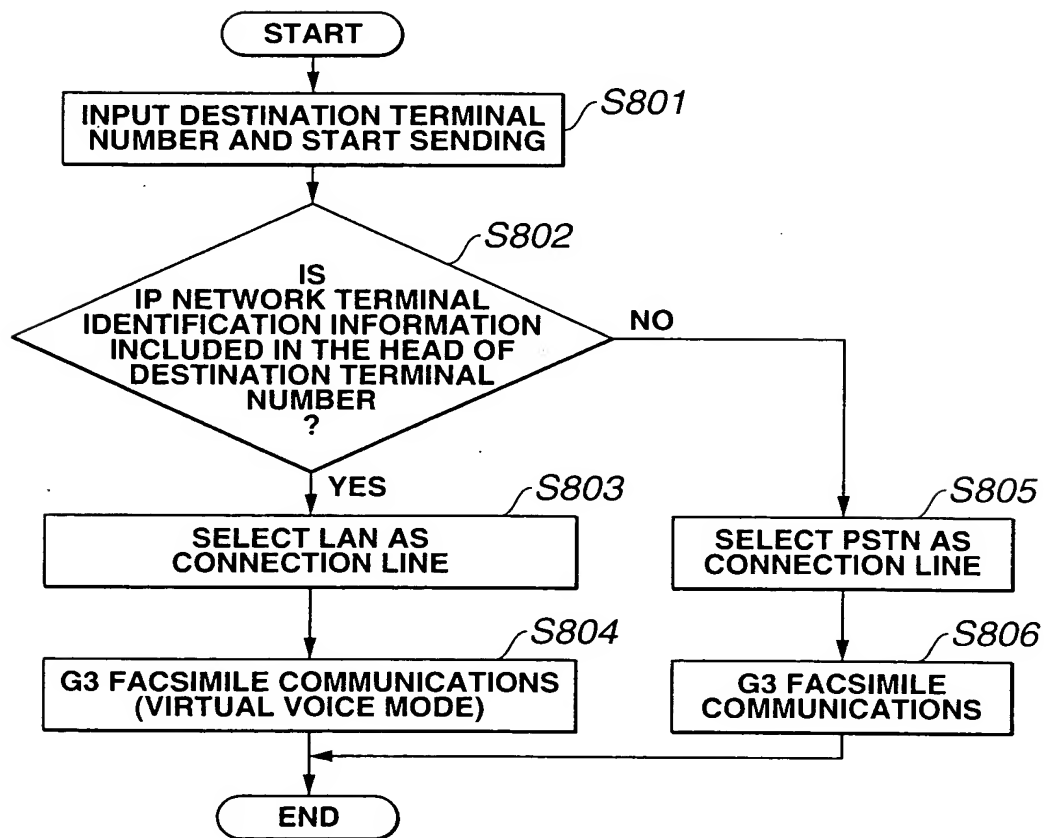 START
INPUT DESTINATION TERMINAL
NUMBER AND START SENDING
S801
S802
IS
IP NETWORK TERMINAL
IDENTIFICATION INFORMATION
INCLUDED IN THE HEAD OF
DESTINATION TERMINAL
NUMBER
?
NO
YES
S803
SELECT LAN AS
CONNECTION LINE
S805
SELECT PSTN AS
CONNECTION LINE
S804
G3 FACSIMILE COMMUNICATIONS
(VIRTUAL VOICE MODE)
S806
G3 FACSIMILE
COMMUNICATIONS
END